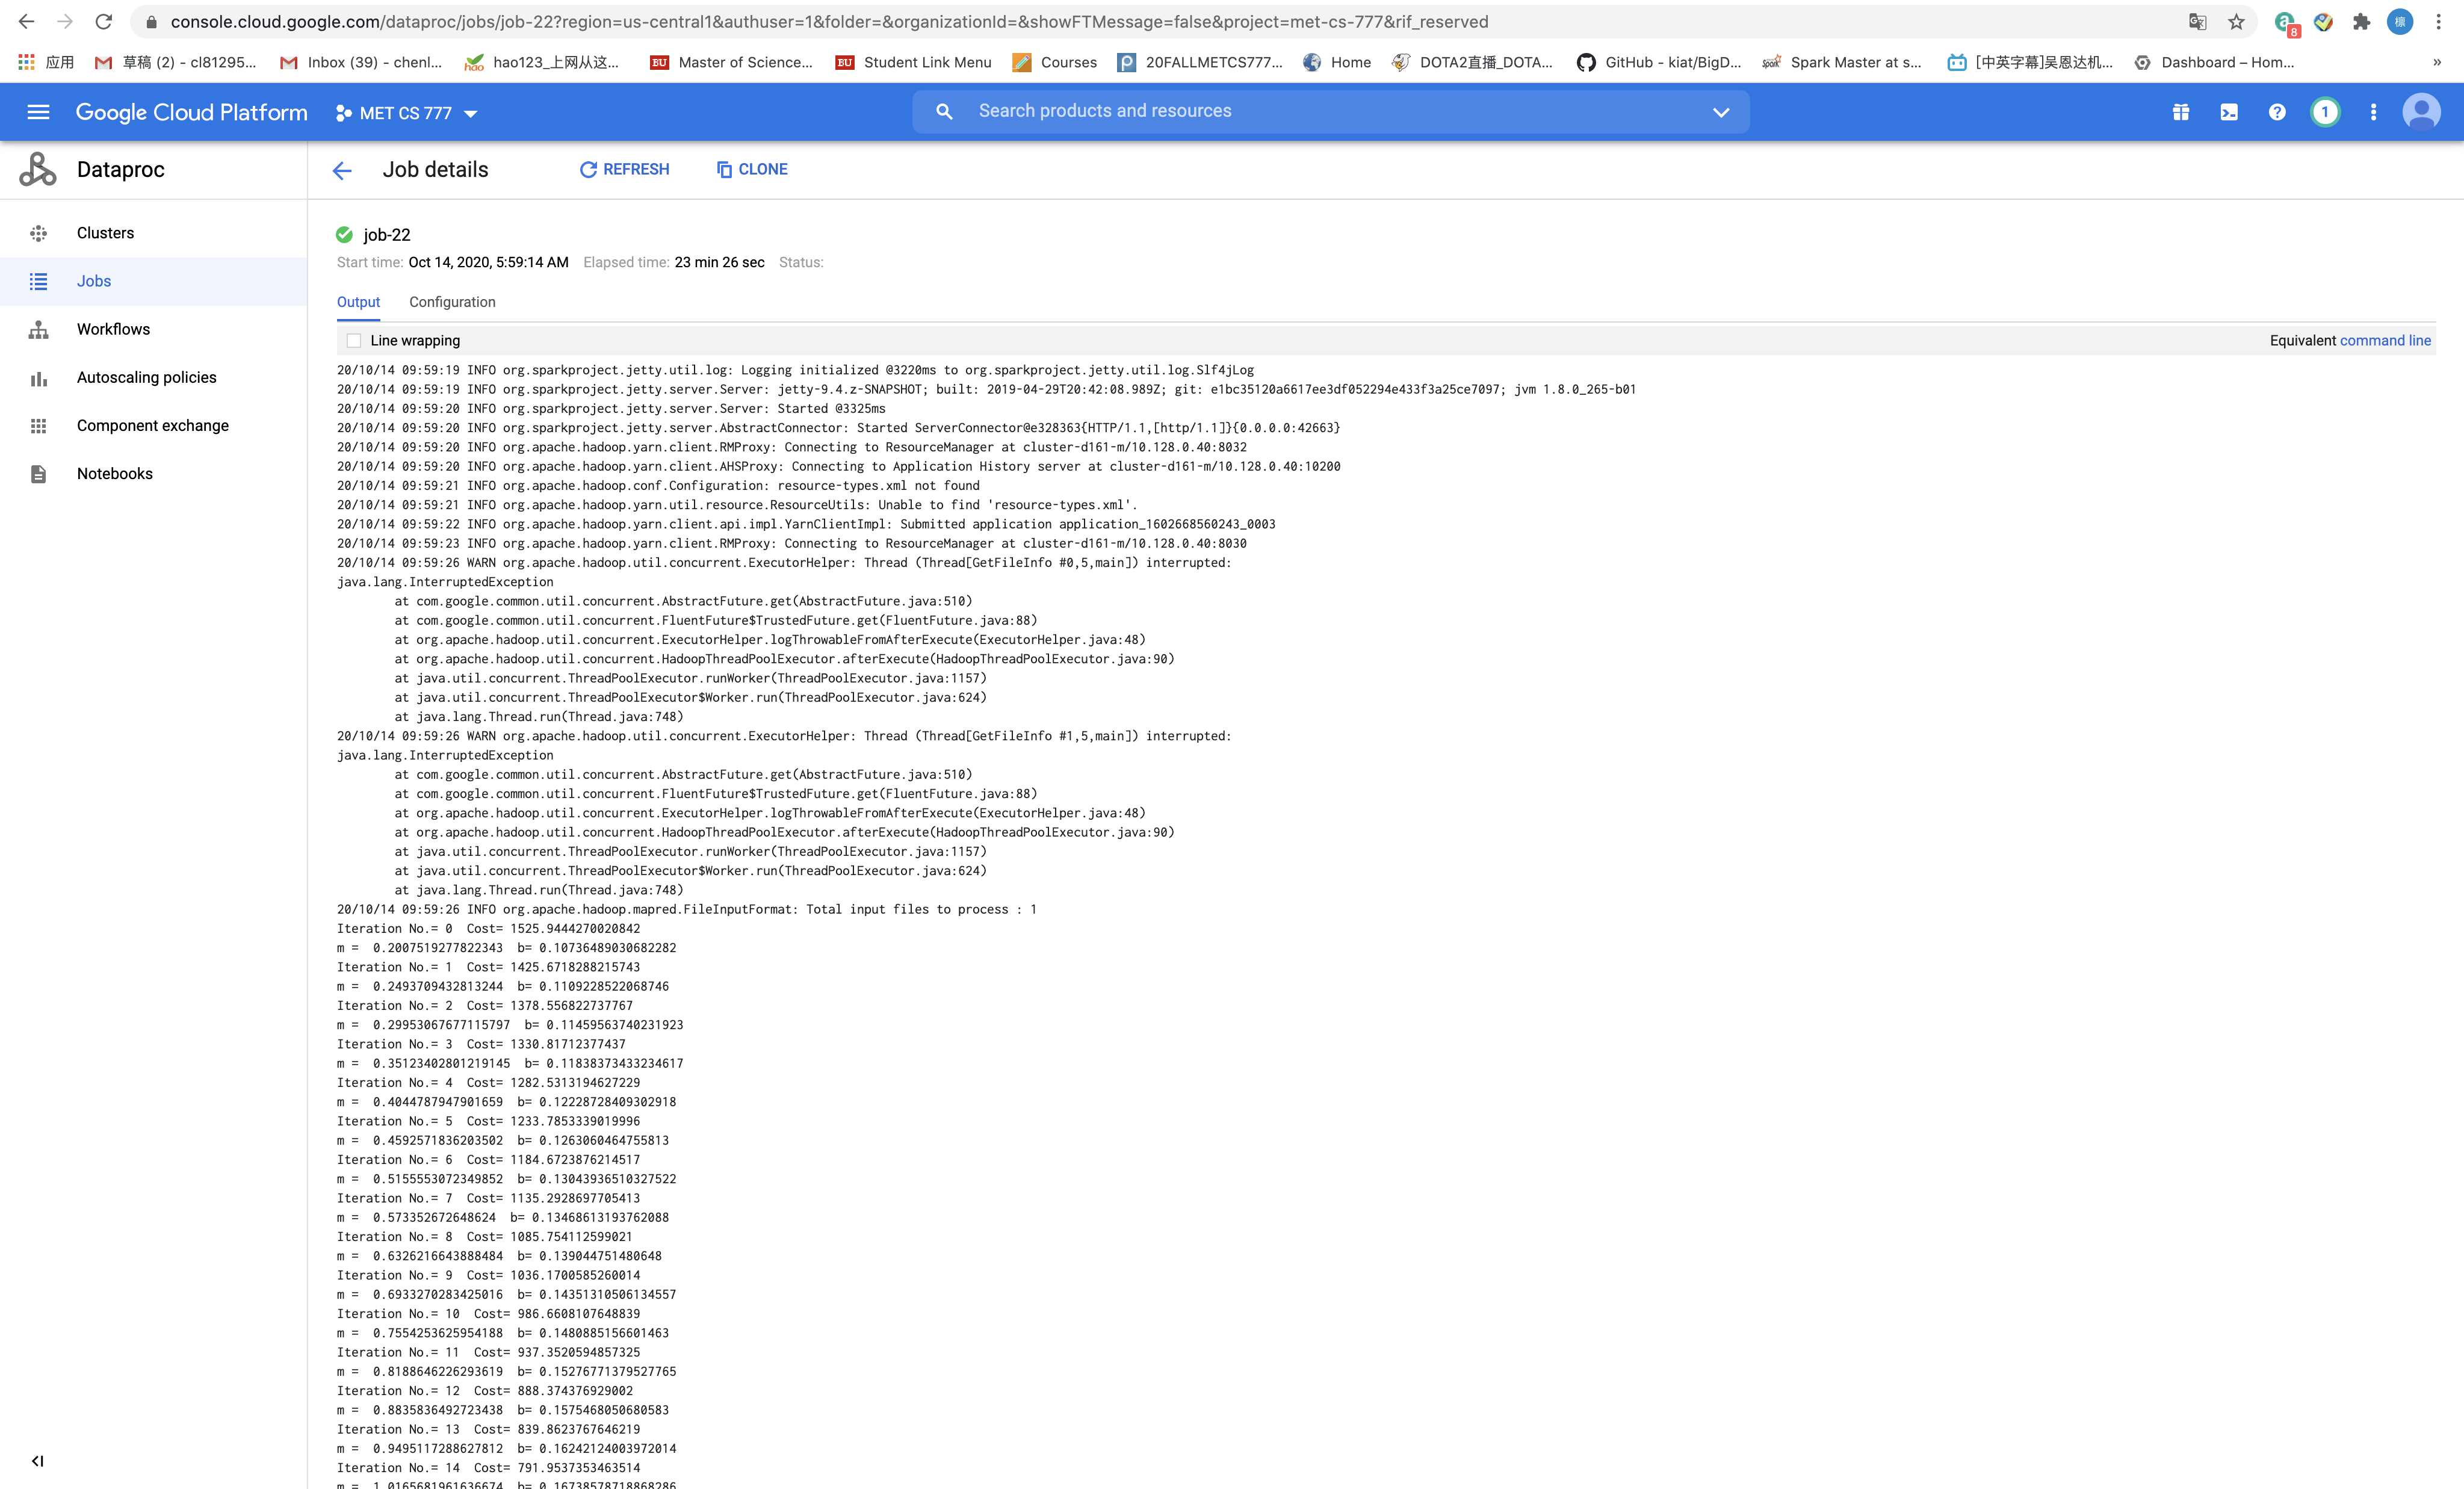 console.cloud.google.com/dataproc/jobs/job-22?region=us-central1&authuser=1&folder=&organizationId=&showFTMessage=false&project=met-cs-777&rif_reserved
8
標
应用
草稿 (2) - cl81295...
Inbox (39) - chenl...
hao123_上网从这...
BU Master of Science...
BU Student Link Menu
Courses
20FALLMETCS777...
Home
DOTA2直播_DOTA...
GitHub - kiat/BigD...
Spark Master at s...
[中英字幕]吴恩达机...
Dashboard – Hom...
»
Google Cloud Platform
MET CS 777
Search products and resources
1
Dataproc
Job details
REFRESH
CLONE
Clusters
Jobs
Workflows
Autoscaling policies
Component exchange
Notebooks
job-22
Start time: Oct 14, 2020, 5:59:14 AM Elapsed time: 23 min 26 sec Status:
Output Configuration
Line wrapping
Equivalent command line
20/10/14 09:59:19 INFO org.sparkproject.jetty.util.log: Logging initialized @3220ms to org.sparkproject.jetty.util.log.Slf4jLog
20/10/14 09:59:19 INFO org.sparkproject.jetty.server.Server: jetty-9.4.z-SNAPSHOT; built: 2019-04-29T20:42:08.989Z; git: e1bc35120a6617ee3df052294e433f3a25ce7097; jvm 1.8.0_265-b01
20/10/14 09:59:20 INFO org.sparkproject.jetty.server.Server: Started @3325ms
20/10/14 09:59:20 INFO org.sparkproject.jetty.server.AbstractConnector: Started ServerConnector@e328363{HTTP/1.1,[http/1.1]}{0.0.0.0:42663}
20/10/14 09:59:20 INFO org.apache.hadoop.yarn.client.RMProxy: Connecting to ResourceManager at cluster-d161-m/10.128.0.40:8032
20/10/14 09:59:20 INFO org.apache.hadoop.yarn.client.AHSProxy: Connecting to Application History server at cluster-d161-m/10.128.0.40:10200
20/10/14 09:59:21 INFO org.apache.hadoop.conf.Configuration: resource-types.xml not found
20/10/14 09:59:21 INFO org.apache.hadoop.yarn.util.resource.ResourceUtils: Unable to find 'resource-types.xml'.
20/10/14 09:59:22 INFO org.apache.hadoop.yarn.client.api.impl.YarnClientImpl: Submitted application application_1602668560243_0003
20/10/14 09:59:23 INFO org.apache.hadoop.yarn.client.RMProxy: Connecting to ResourceManager at cluster-d161-m/10.128.0.40:8030
20/10/14 09:59:26 WARN org.apache.hadoop.util.concurrent.ExecutorHelper: Thread (Thread[GetFileInfo #0,5,main]) interrupted:
java.lang.InterruptedException
at com.google.common.util.concurrent.AbstractFuture.get(AbstractFuture.java:510)
at com.google.common.util.concurrent.FluentFuture$TrustedFuture.get(FluentFuture.java:88)
at org.apache.hadoop.util.concurrent.ExecutorHelper.logThrowableFromAfterExecute(ExecutorHelper.java:48)
at org.apache.hadoop.util.concurrent.HadoopThreadPoolExecutor.afterExecute(HadoopThreadPoolExecutor.java:90)
at java.util.concurrent.ThreadPoolExecutor.runWorker(ThreadPoolExecutor.java:1157)
at java.util.concurrent.ThreadPoolExecutor$Worker.run(ThreadPoolExecutor.java:624)
at java.lang.Thread.run(Thread.java:748)
20/10/14 09:59:26 WARN org.apache.hadoop.util.concurrent.ExecutorHelper: Thread (Thread[GetFileInfo #1,5,main]) interrupted:
java.lang.InterruptedException
at com.google.common.util.concurrent.AbstractFuture.get(AbstractFuture.java:510)
at com.google.common.util.concurrent.FluentFuture$TrustedFuture.get(FluentFuture.java:88)
at org.apache.hadoop.util.concurrent.ExecutorHelper.logThrowableFromAfterExecute(ExecutorHelper.java:48)
at org.apache.hadoop.util.concurrent.HadoopThreadPoolExecutor.afterExecute(HadoopThreadPoolExecutor.java:90)
at java.util.concurrent.ThreadPoolExecutor.runWorker(ThreadPoolExecutor.java:1157)
at java.util.concurrent.ThreadPoolExecutor$Worker.run(ThreadPoolExecutor.java:624)
at java.lang.Thread.run(Thread.java:748)
20/10/14 09:59:26 INFO org.apache.hadoop.mapred.FileInputFormat: Total input files to process : 1
Iteration No.= 0 Cost= 1525.9444270020842
m = 0.2007519277822343 b= 0.10736489030682282
Iteration No.= 1 Cost= 1425.6718288215743
m = 0.2493709432813244 b= 0.1109228522068746
Iteration No.= 2 Cost= 1378.556822737767
m = 0.29953067677115797 b= 0.11459563740231923
Iteration No.= 3 Cost= 1330.81712377437
m = 0.35123402801219145 b= 0.11838373433234617
Iteration No.= 4 Cost= 1282.5313194627229
m = 0.4044787947901659 b= 0.12228728409302918
Iteration No.= 5 Cost= 1233.7853339019996
m = 0.4592571836203502 b= 0.1263060464755813
Iteration No.= 6 Cost= 1184.6723876214517
m = 0.5155553072349852 b= 0.13043936510327522
Iteration No.= 7 Cost= 1135.2928697705413
m = 0.573352672648624 b= 0.13468613193762088
Iteration No.= 8 Cost= 1085.754112599021
m = 0.6326216643888484 b= 0.139044751480648
Iteration No.= 9 Cost= 1036.1700585260014
m = 0.6933270283425016 b= 0.14351310506134557
Iteration No.= 10 Cost= 986.6608107648839
m = 0.7554253625954188 b= 0.1480885156601463
Iteration No.= 11 Cost= 937.3520594857325
m = 0.8188646226293619 b= 0.15276771379527765
Iteration No.= 12 Cost= 888.374376929002
m = 0.8835836492723438 b= 0.1575468050680583
Iteration No.= 13 Cost= 839.8623767646219
m = 0.9495117288627812 b= 0.16242124003972014
Iteration No.= 14 Cost= 791.9537353463514
m = 1.0165681961636674 b= 0.16738578718868286